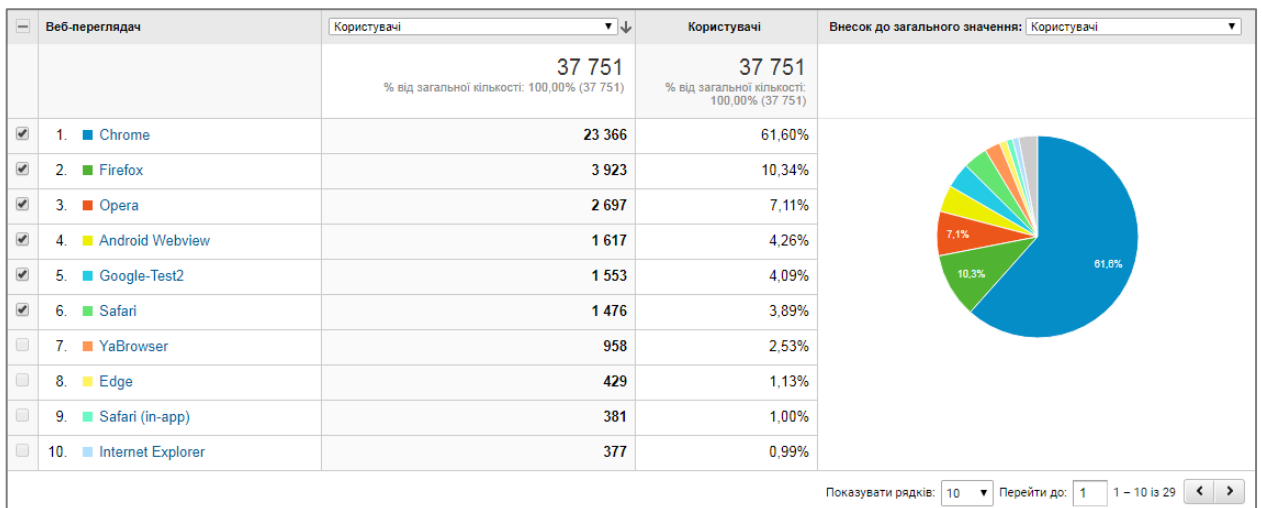 Веб-переглядач Користувачі Користувачі Внесок до загального значення: Користувачі
37 751 37 751
% від загальної кількості: 100,00% (37 751) % від загальної кількості:
100,00% (37 751)
1. Chrome 23 366 61,60%
2. Firefox 3 923 10,34%
3. Opera 2 697 7,11%
4. Android Webview 1 617 4,26%
5. Google-Test2 1 553 4,09%
6. Safari 1 476 3,89%
7. YaBrowser 958 2,53%
8. Edge 429 1,13%
9. Safari (in-app) 381 1,00%
10. Internet Explorer 377 0,99%
7,1%
10,3%
61,6%
Показувати рядків: 10 Перейти до: 1 1 – 10 із 29